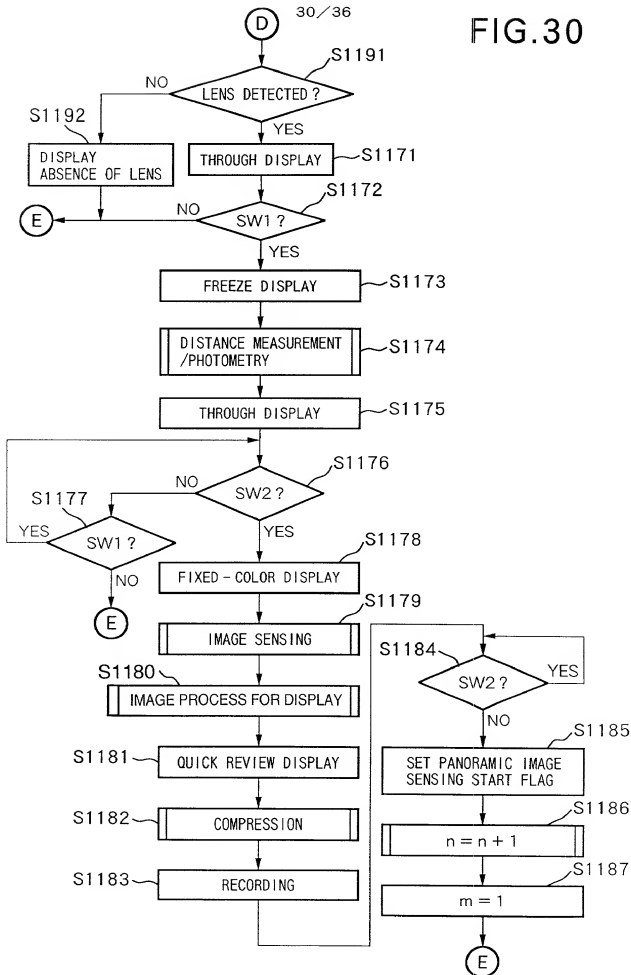 30/36
FIG.30
D
S1191
LENS DETECTED?
NO
YES
S1192
DISPLAY
ABSENCE OF LENS
THROUGH DISPLAY
S1171
S1172
SW1?
NO
E
YES
FREEZE DISPLAY
S1173
DISTANCE MEASUREMENT
/PHOTOMETRY
S1174
THROUGH DISPLAY
S1175
S1176
SW2?
NO
YES
S1177
SW1?
YES
NO
E
S1178
FIXED-COLOR DISPLAY
S1179
IMAGE SENSING
S1180
IMAGE PROCESS FOR DISPLAY
S1181
QUICK REVIEW DISPLAY
S1182
COMPRESSION
S1183
RECORDING
S1184
SW2?
YES
NO
S1185
SET PANORAMIC IMAGE
SENSING START FLAG
S1186
n=n+1
S1187
m=1
E